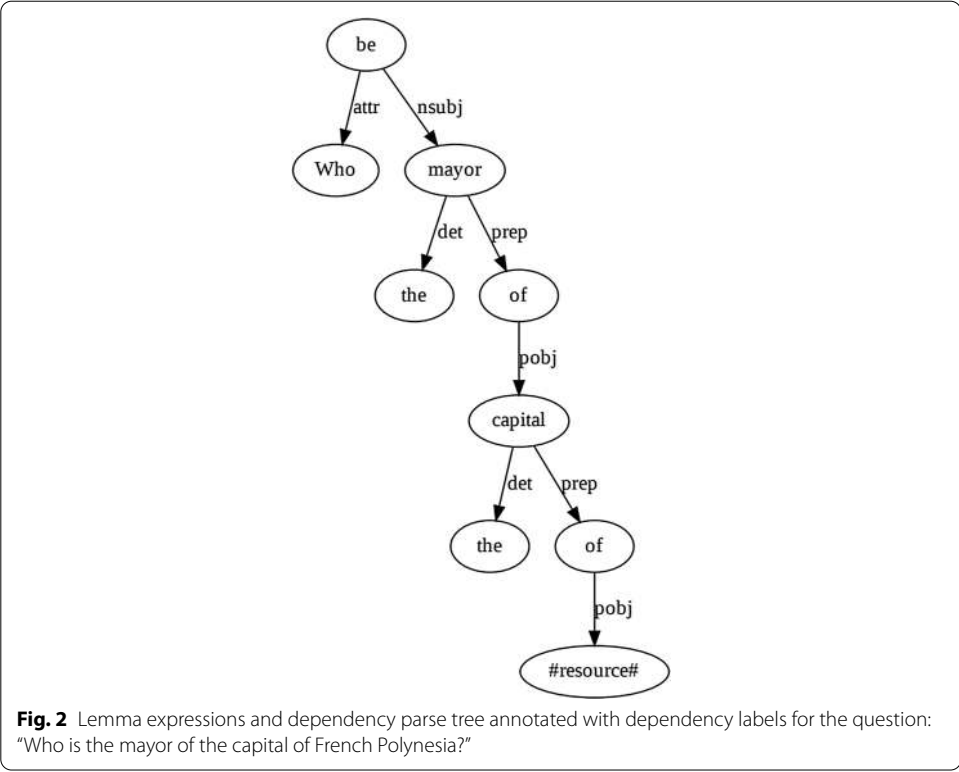 be
attr nsubj
Who mayor
det prep
the of
pobj
capital
det prep
the of
pobj
#resource#
Fig. 2 Lemma expressions and dependency parse tree annotated with dependency labels for the question:
“Who is the mayor of the capital of French Polynesia?”